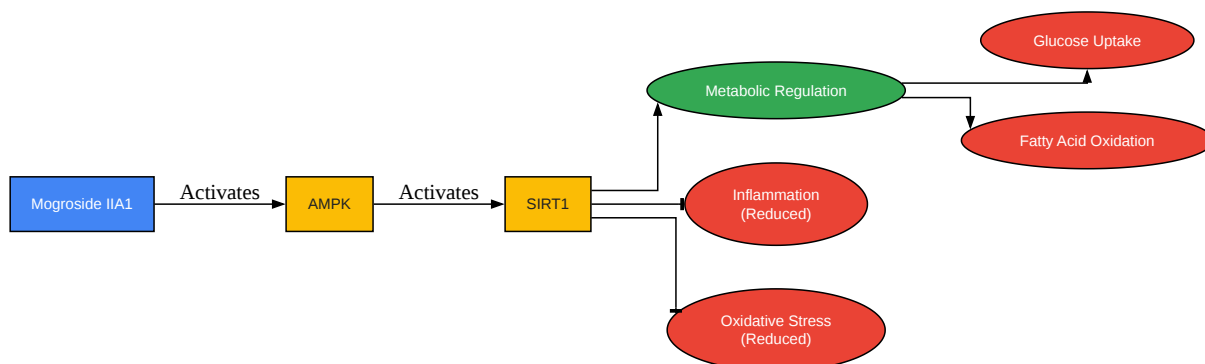 Glucose Uptake
Metabolic Regulation
Fatty Acid Oxidation
Mogroside IIA1
Activates
AMPK
Activates
SIRT1
Inflammation
(Reduced)
Oxidative Stress
(Reduced)